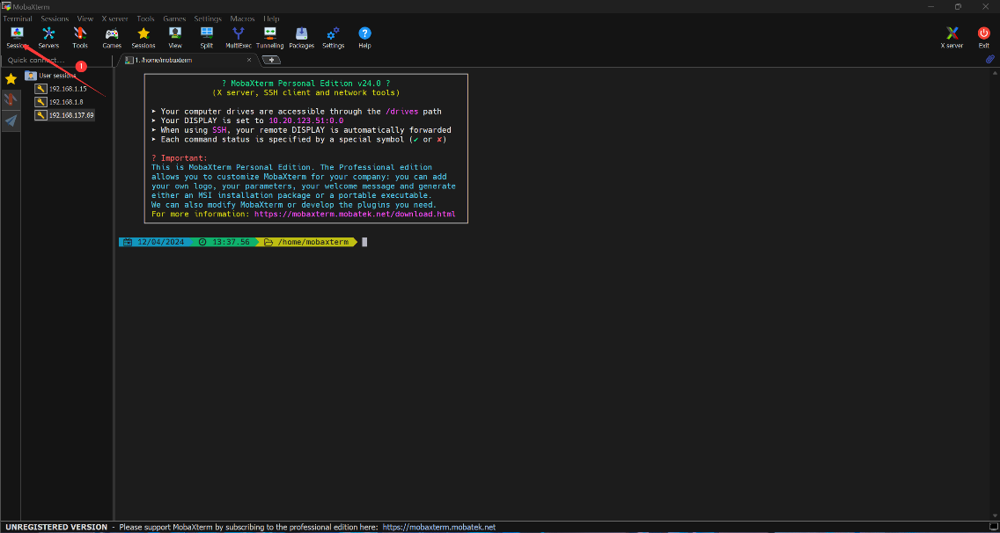 MobaXterm
Terminal Sessions View X server Tools Games Settings Macros Help
Session Servers Tools Games Sessions View Split MultiExec Tunneling Packages Settings Help X server Exit
Quick connect...
1
1. /home/mobaxterm
User sessions
192.168.1.15
192.168.1.8
192.168.137.69
? MobaXterm Personal Edition v24.0 ?
(X server, SSH client and network tools)
➤ Your computer drives are accessible through the /drives path
➤ Your DISPLAY is set to 10.20.123.51:0.0
➤ When using SSH, your remote DISPLAY is automatically forwarded
➤ Each command status is specified by a special symbol (✔ or ✘)
? Important:
This is MobaXterm Personal Edition. The Professional edition
allows you to customize MobaXterm for your company: you can add
your own logo, your parameters, your welcome message and generate
either an MSI installation package or a portable executable.
We can also modify MobaXterm or develop the plugins you need.
For more information: https://mobaxterm.mobatek.net/download.html
12/04/2024 13:37.56 /home/mobaxterm
UNREGISTERED VERSION - Please support MobaXterm by subscribing to the professional edition here: https://mobaxterm.mobatek.net